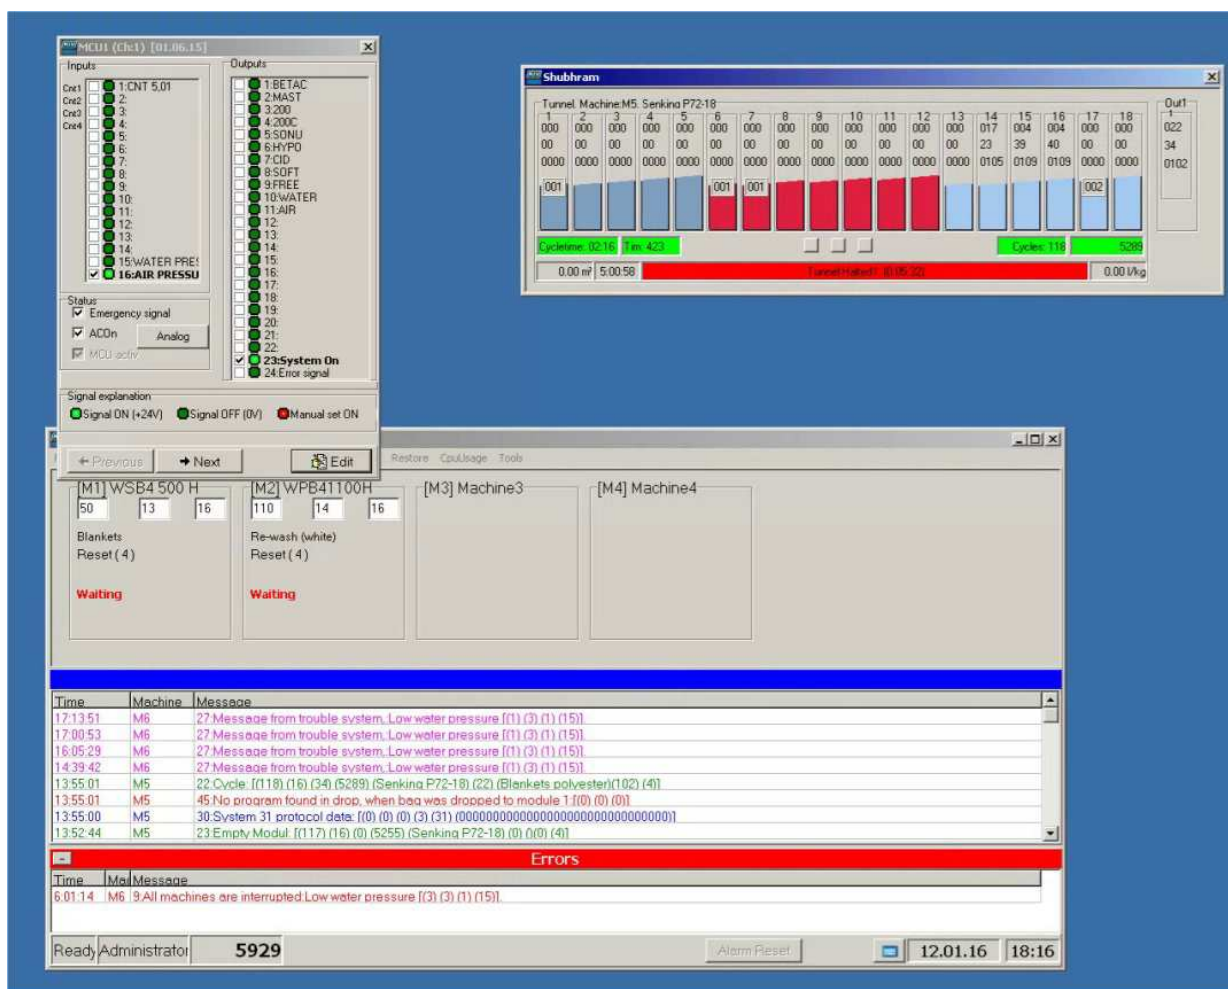 MCU1 (Ch:1) [01.06.15]
Inputs
Cnt1 1:CNT 5,01
Cnt2 2:
Cnt3 3:
Cnt4 4:
5:
6:
7:
8:
9:
10:
11:
12:
13:
14:
15:WATER PRES
16:AIR PRESSU
Outputs
1:BETAC
2:MAST
3:200
4:200C
5:SONU
6:HYPO
7:CID
8:SOFT
9:FREE
10:WATER
11:AIR
12:
13:
14:
15:
16:
17:
18:
19:
20:
21:
22:
23:System On
24:Error signal
Status
Emergency signal
ACOn Analog
MCU activ
Signal explanation
Signal ON (+24V) Signal OFF (0V) Manual set ON
Previous Next Edit
Shubhram
Tunnel. Machine:M5. Senking P72-18 Out1
1 2 3 4 5 6 7 8 9 10 11 12 13 14 15 16 17 18 1
000 000 000 000 000 000 000 000 000 000 000 000 000 017 004 004 000 000 022
00 00 00 00 00 00 00 00 00 00 00 00 00 23 39 40 00 00 34
0000 0000 0000 0000 0000 0000 0000 0000 0000 0000 0000 0000 0000 0105 0109 0109 0000 0000 0102
001 001 001 002
Cycletime: 02:16 Tim: 423 Cycles: 118 5289
0.00 m³ 5:00:58 Tunnel Halted! (0:05:32) 0.00 l/kg
Restore CpuUsage Tools
[M1] WSB4 500 H
50 13 16
Blankets
Reset ( 4 )
Waiting
[M2] WPB41100H
110 14 16
Re-wash (white)
Reset ( 4 )
Waiting
[M3] Machine3
[M4] Machine4
Time Machine Message
17:13:51 M6 27:Message from trouble system,:Low water pressure [(1) (3) (1) (15)].
17:00:53 M6 27:Message from trouble system,:Low water pressure [(1) (3) (1) (15)].
16:05:29 M6 27:Message from trouble system,:Low water pressure [(1) (3) (1) (15)].
14:39:42 M6 27:Message from trouble system,:Low water pressure [(1) (3) (1) (15)].
13:55:01 M5 22:Cycle: [(118) (16) (34) (5289) (Senking P72-18) (22) (Blankets polyester)(102) (4)]
13:55:01 M5 45:No program found in drop, when bag was dropped to module 1:[(0) (0) (0)]
13:55:00 M5 30:System 31 protocol data: [(0) (0) (0) (3) (31) (00000000000000000000000000000000)]
13:52:44 M5 23:Empty Modul: [(117) (16) (0) (5255) (Senking P72-18) (0) ()(0) (4)]
Errors
Time Mac Message
6:01:14 M6 9:All machines are interrupted:Low water pressure [(3) (3) (1) (15)].
Ready Administrator 5929 Alarm Reset 12.01.16 18:16